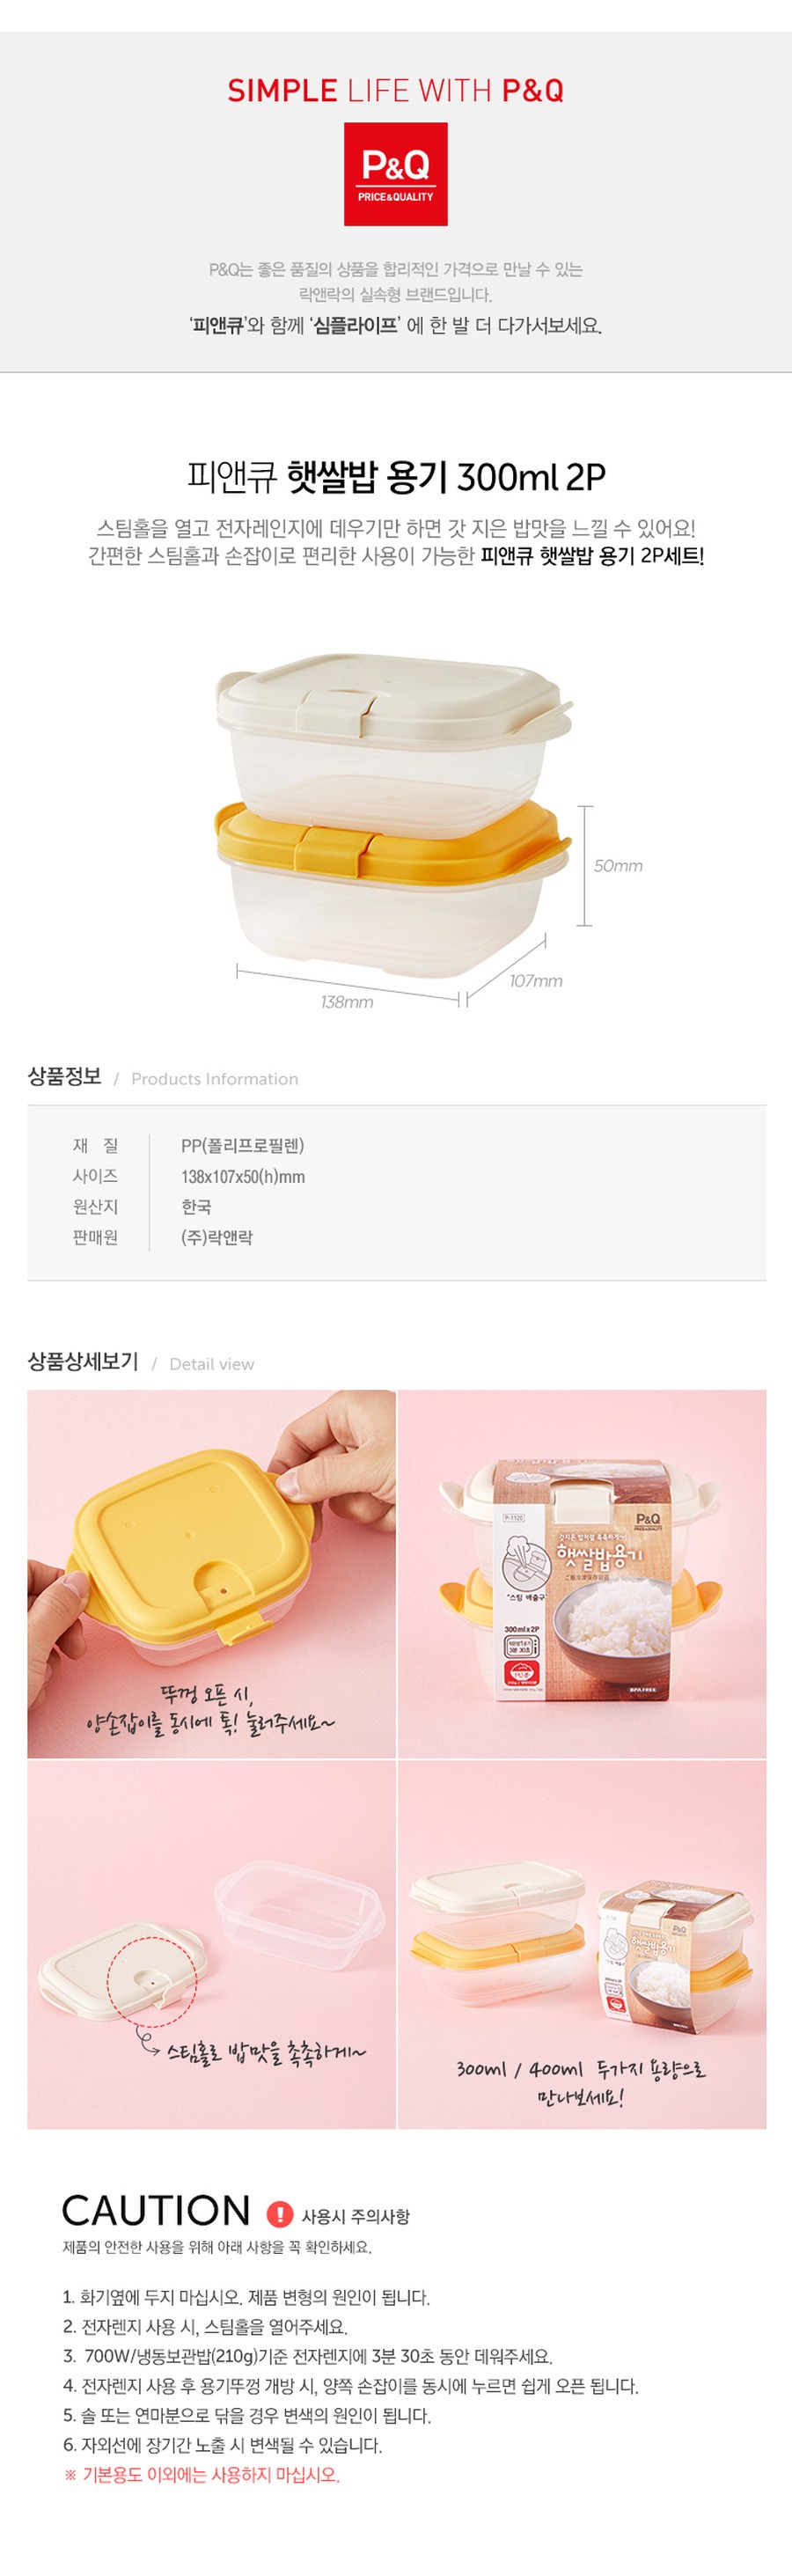 SIMPLE LIFE WITH P&Q
P&Q
PRICE&QUALITY
P&Q는 좋은 품질의 상품을 합리적인 가격으로 만날 수 있는
락앤락의 실속형 브랜드입니다.
‘피앤큐’와 함께 ‘심플라이프’ 에 한 발 더 다가서보세요.
피앤큐 햇쌀밥 용기 300ml 2P
스팀홀을 열고 전자레인지에 데우기만 하면 갓 지은 밥맛을 느낄 수 있어요!
간편한 스팀홀과 손잡이로 편리한 사용이 가능한 피앤큐 햇쌀밥 용기 2P세트!
50mm
107mm
138mm
상품정보 / Products Information
재 질 PP(폴리프로필렌)
사이즈 138x107x50(h)mm
원산지 한국
판매원 (주)락앤락
상품상세보기 / Detail view
뚜껑 오픈 시,
양손잡이를 동시에 톡! 눌러주세요~
P-1120
P&Q
PRICE&QUALITY
햇쌀밥용기
"스팀 배출구"
300ml x 2P
3분 30초
BPA FREE
스팀홀로 밥맛을 촉촉하게~
P&Q
햇쌀밥용기
300ml / 400ml 두가지 용량으로
만나보세요!
CAUTION ! 사용시 주의사항
제품의 안전한 사용을 위해 아래 사항을 꼭 확인하세요.
1. 화기옆에 두지 마십시오. 제품 변형의 원인이 됩니다.
2. 전자렌지 사용 시, 스팀홀을 열어주세요.
3. 700W/냉동보관밥(210g)기준 전자렌지에 3분 30초 동안 데워주세요.
4. 전자렌지 사용 후 용기뚜껑 개방 시, 양쪽 손잡이를 동시에 누르면 쉽게 오픈 됩니다.
5. 솔 또는 연마분으로 닦을 경우 변색의 원인이 됩니다.
6. 자외선에 장기간 노출 시 변색될 수 있습니다.
※ 기본용도 이외에는 사용하지 마십시오.